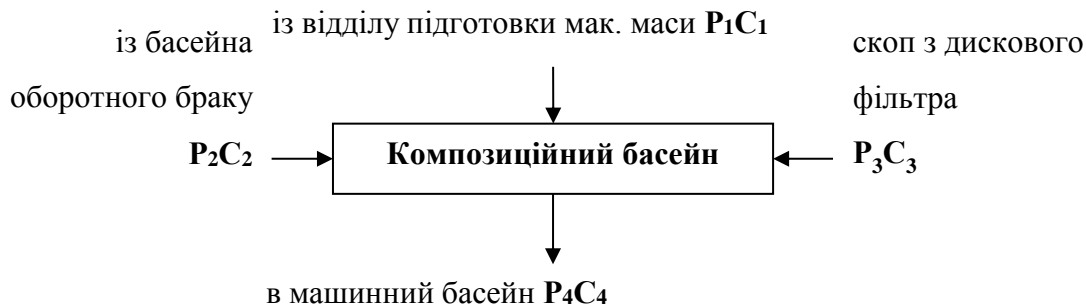 із відділу підготовки мак. маси P₁C₁
із басейна
оборотного браку
P₂C₂
скоп з дискового
фільтра
P₃C₃
Композиційний басейн
в машинний басейн P₄C₄